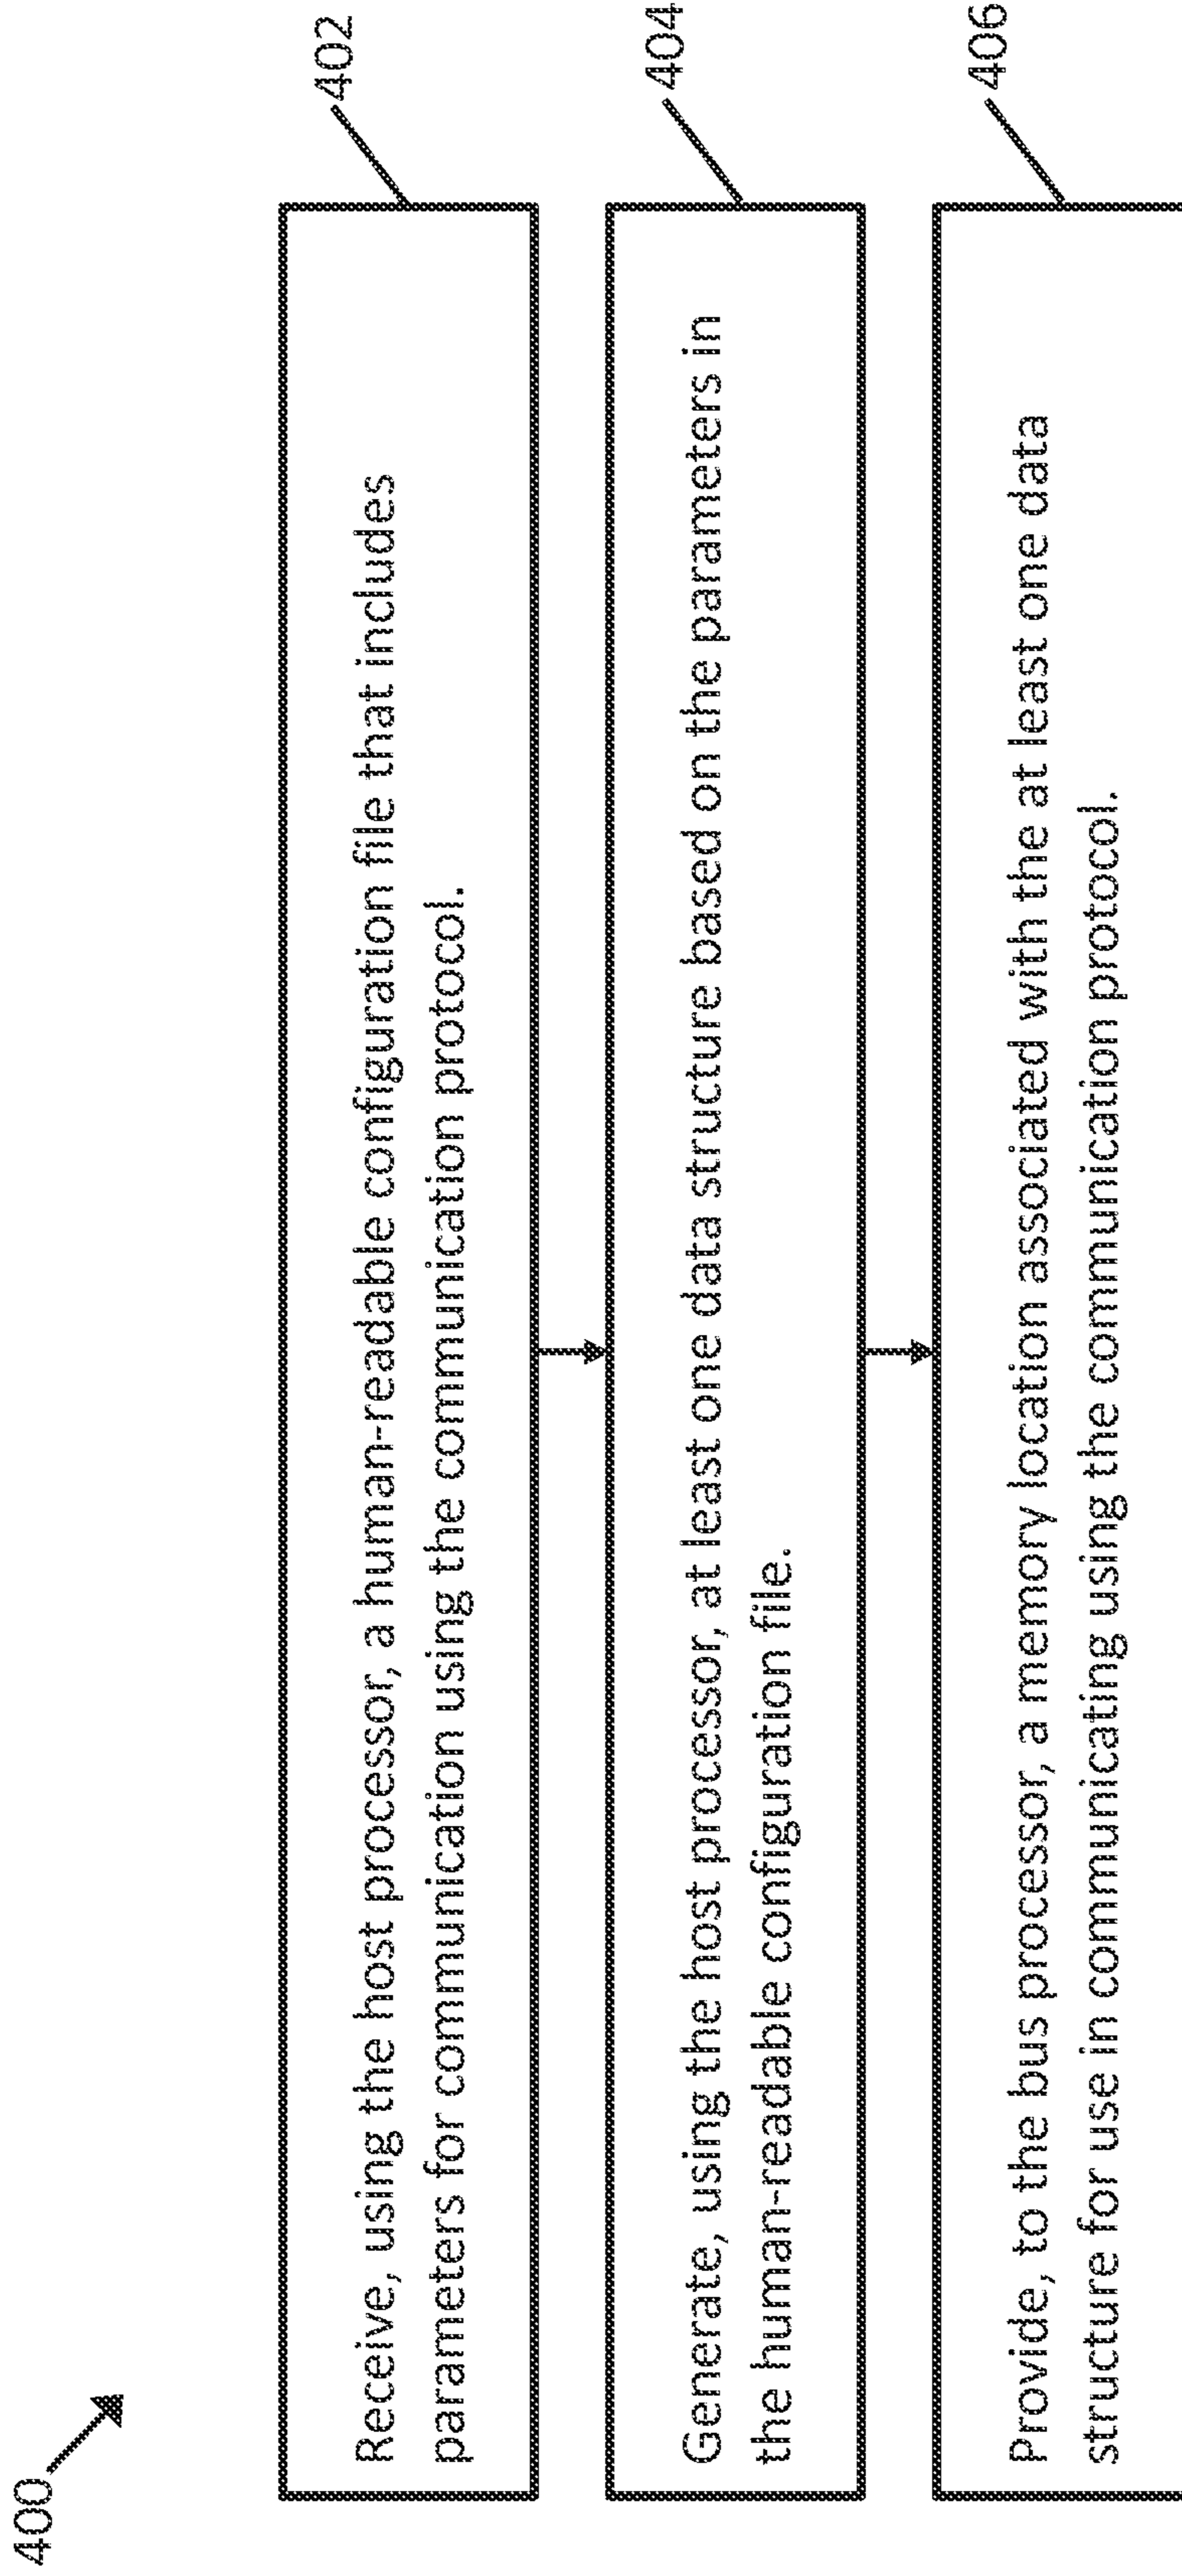 400
402
Receive, using the host processor, a human-readable configuration file that includes
parameters for communication using the communication protocol.
404
Generate, using the host processor, at least one data structure based on the parameters in
the human-readable configuration file.
406
Provide, to the bus processor, a memory location associated with the at least one data
structure for use in communicating using the communication protocol.